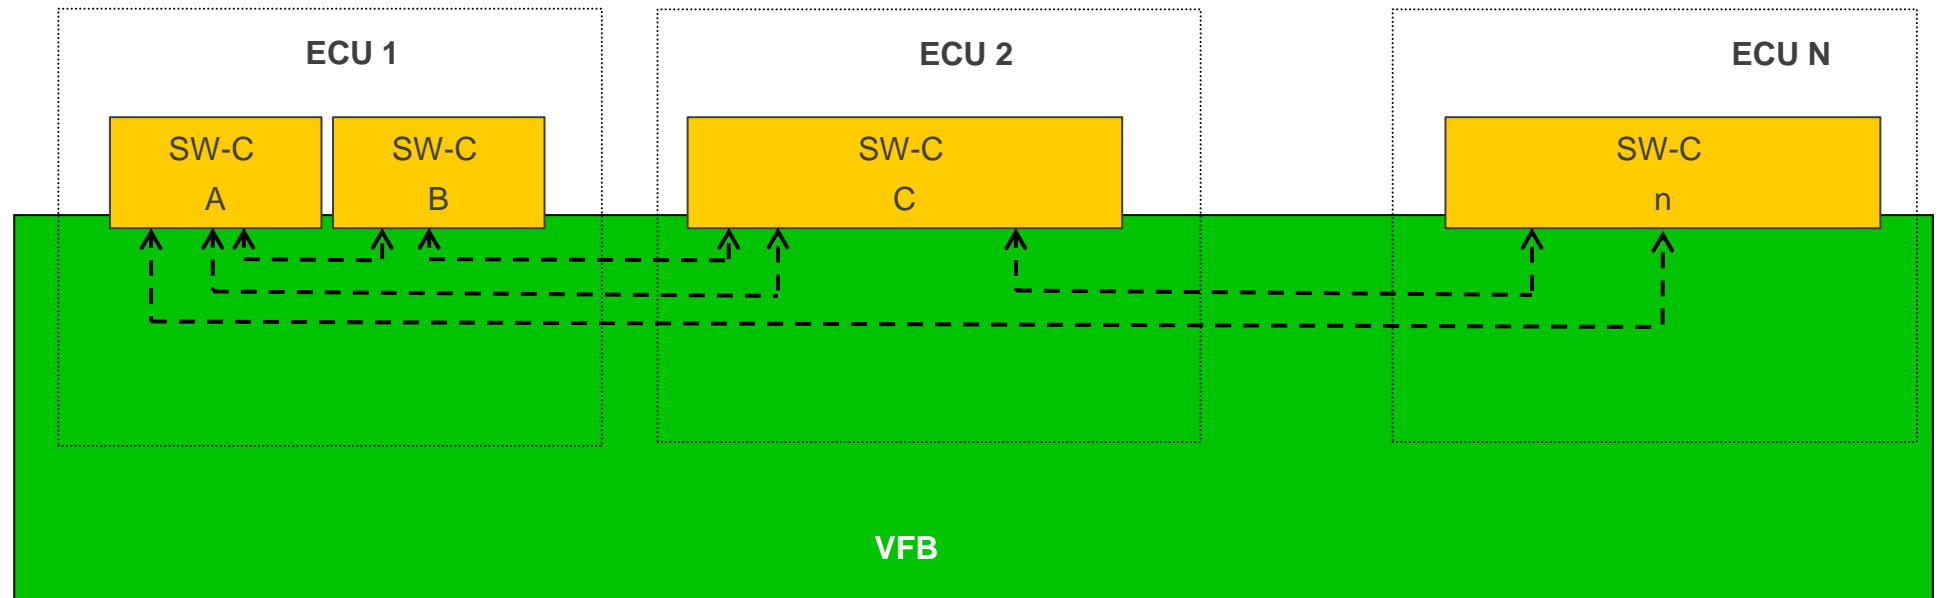 ECU 1
ECU 2
ECU N
SW-C
A
SW-C
B
SW-C
C
SW-C
n
VFB